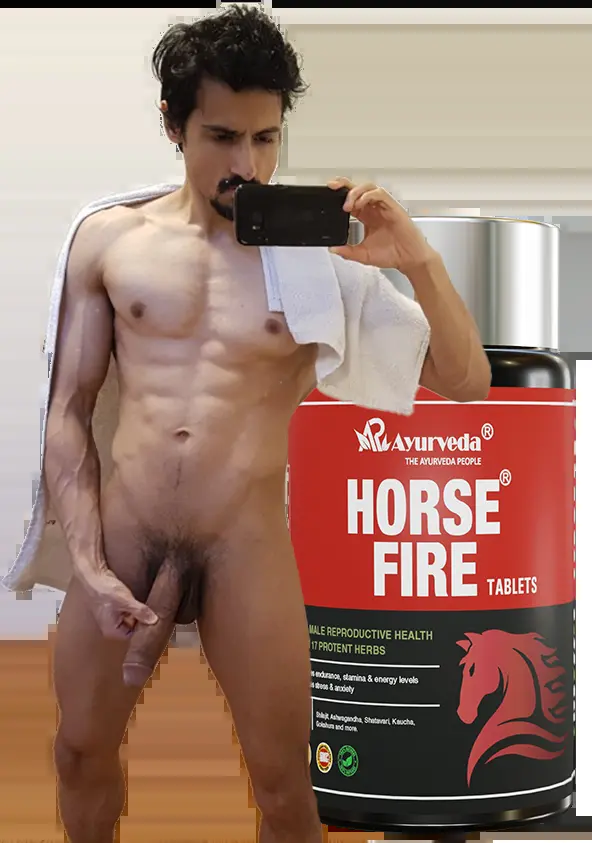 Ayurveda®
THE AYURVEDA PEOPLE
HORSE®
FIRE TABLETS
MALE REPRODUCTIVE HEALTH
17 PROTENT HERBS
endurance, stamina & energy levels
stress & anxiety
Shilajit, Ashwagandha, Shatavari, Kaucha,
Gokshura and more.